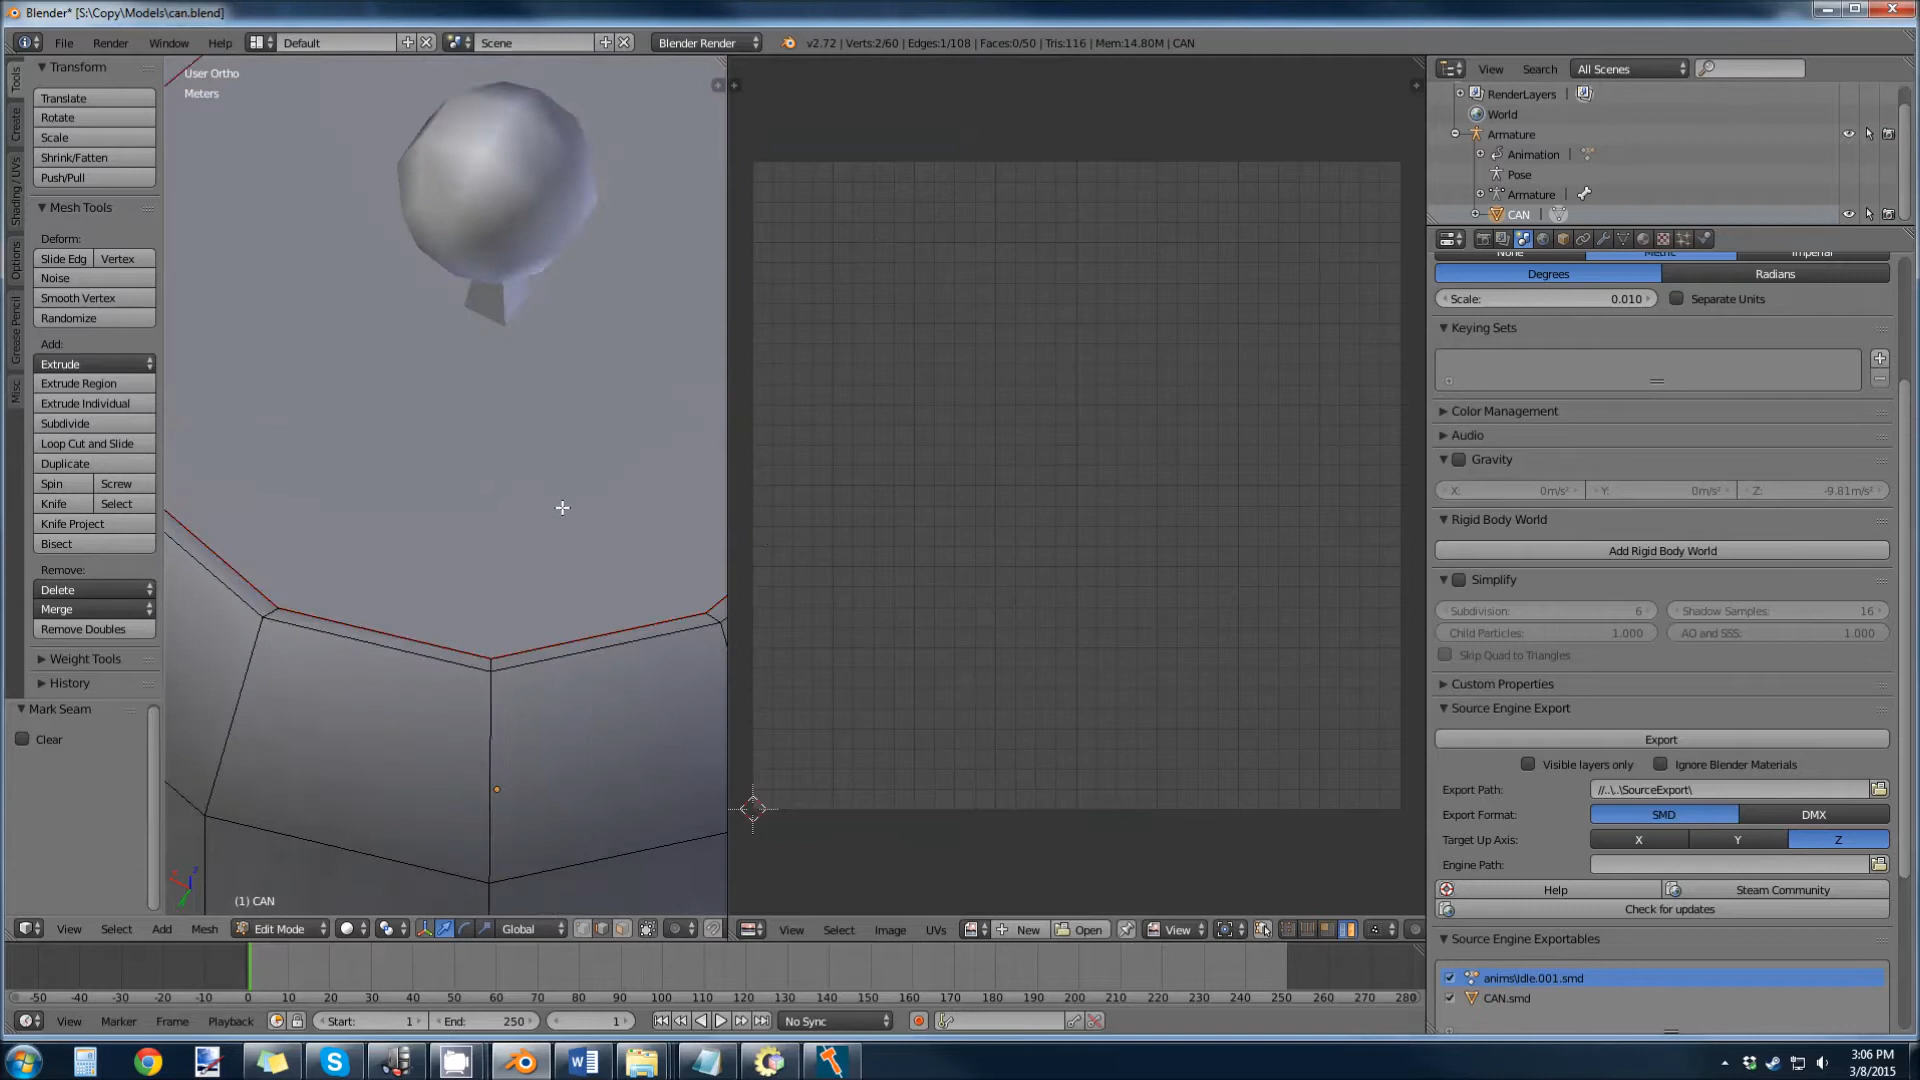 Blender* [S:\Copy\Models\can.blend]
File Render Window Help Default Scene Blender Render v2.72 | Verts:2/60 | Edges:1/108 | Faces:0/50 | Tris:116 | Mem:14.80M | CAN
Tools
Create
Shading / UVs
Options
Grease Pencil
Misc
Transform
Translate
Rotate
Scale
Shrink/Fatten
Push/Pull
Mesh Tools
Deform:
Slide Edg Vertex
Noise
Smooth Vertex
Randomize
Add:
Extrude
Extrude Region
Extrude Individual
Subdivide
Loop Cut and Slide
Duplicate
Spin Screw
Knife Select
Knife Project
Bisect
Remove:
Delete
Merge
Remove Doubles
Weight Tools
History
Mark Seam
Clear
User Ortho
Meters
(1) CAN
View Select Add Mesh Edit Mode Global
View Select Image UVs New Open View
View Search All Scenes
RenderLayers
World
Armature
Animation
Pose
Armature
CAN
None Metric Imperial
Degrees Radians
Scale: 0.010 Separate Units
Keying Sets
Color Management
Audio
Gravity
X: 0m/s² Y: 0m/s² Z: -9.81m/s²
Rigid Body World
Add Rigid Body World
Simplify
Subdivision: 6 Shadow Samples: 16
Child Particles: 1.000 AO and SSS: 1.000
Skip Quad to Triangles
Custom Properties
Source Engine Export
Export
Visible layers only Ignore Blender Materials
Export Path: //..\..\SourceExport\
Export Format: SMD DMX
Target Up Axis: X Y Z
Engine Path:
Help Steam Community
Check for updates
Source Engine Exportables
anims\Idle.001.smd
CAN.smd
-50 -40 -30 -20 -10 0 10 20 30 40 50 60 70 80 90 100 110 120 130 140 150 160 170 180 190 200 210 220 230 240 250 260 270 280
View Marker Frame Playback Start: 1 End: 250 1 No Sync
3:06 PM
3/8/2015